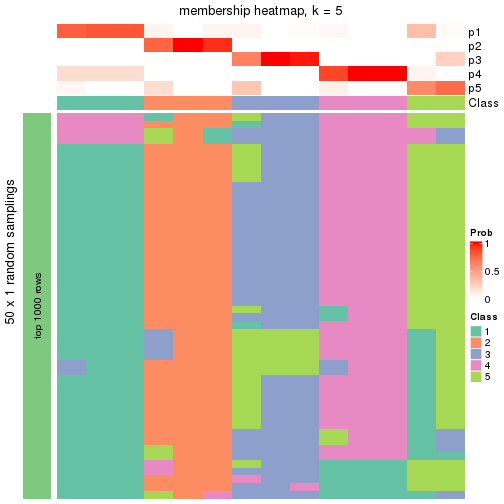 membership heatmap, k = 5
p1
p2
p3
p4
p5
Class
50 x 1 random samplings
top 1000 rows
Prob
1
0.5
0
Class
1
2
3
4
5